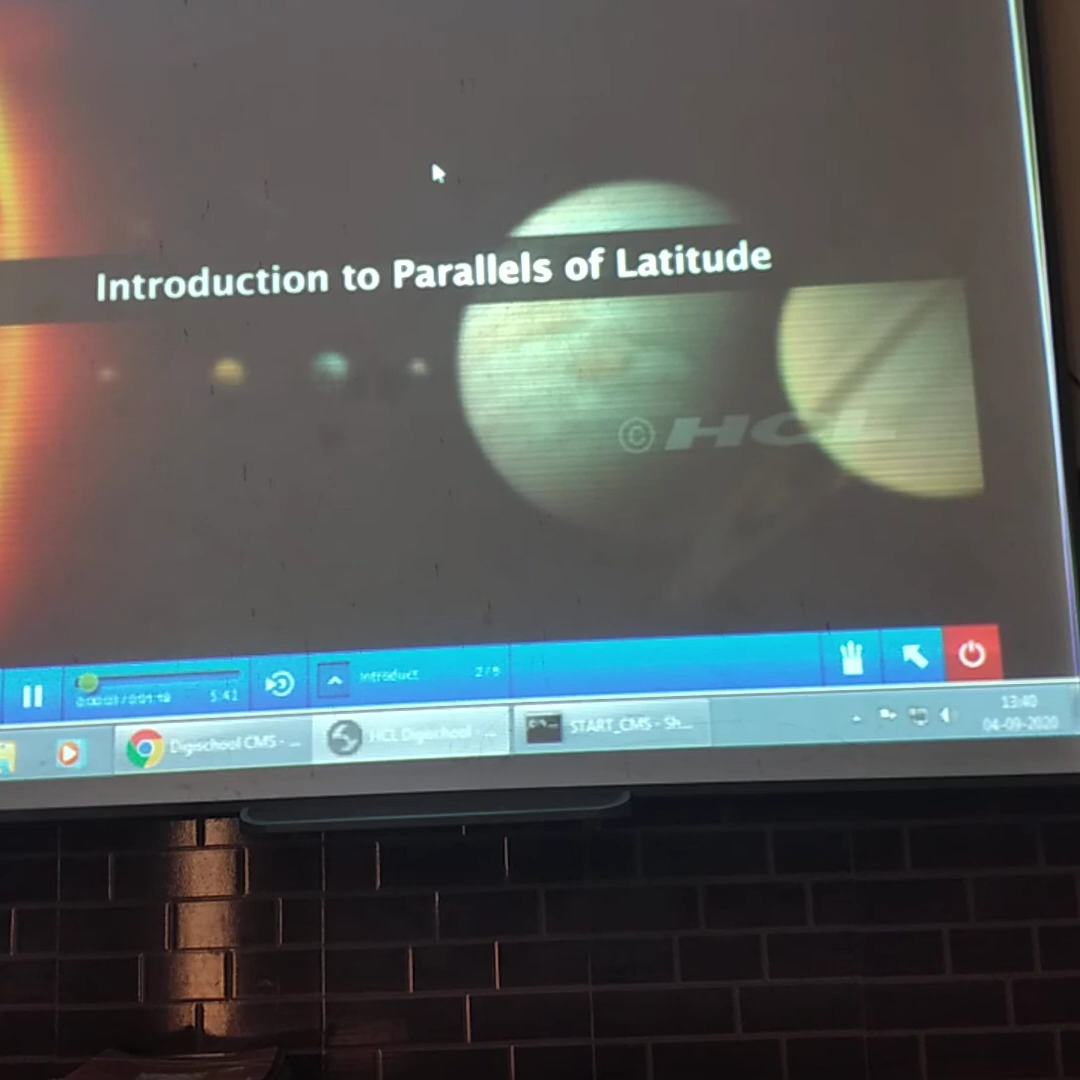 Introduction to Parallels of Latitude
© HCL
5:41
Introduct
2 / 5
Digischool CMS - ...
HCL Digischool - ...
START_CMS - Sh...
13:40
04-09-2020